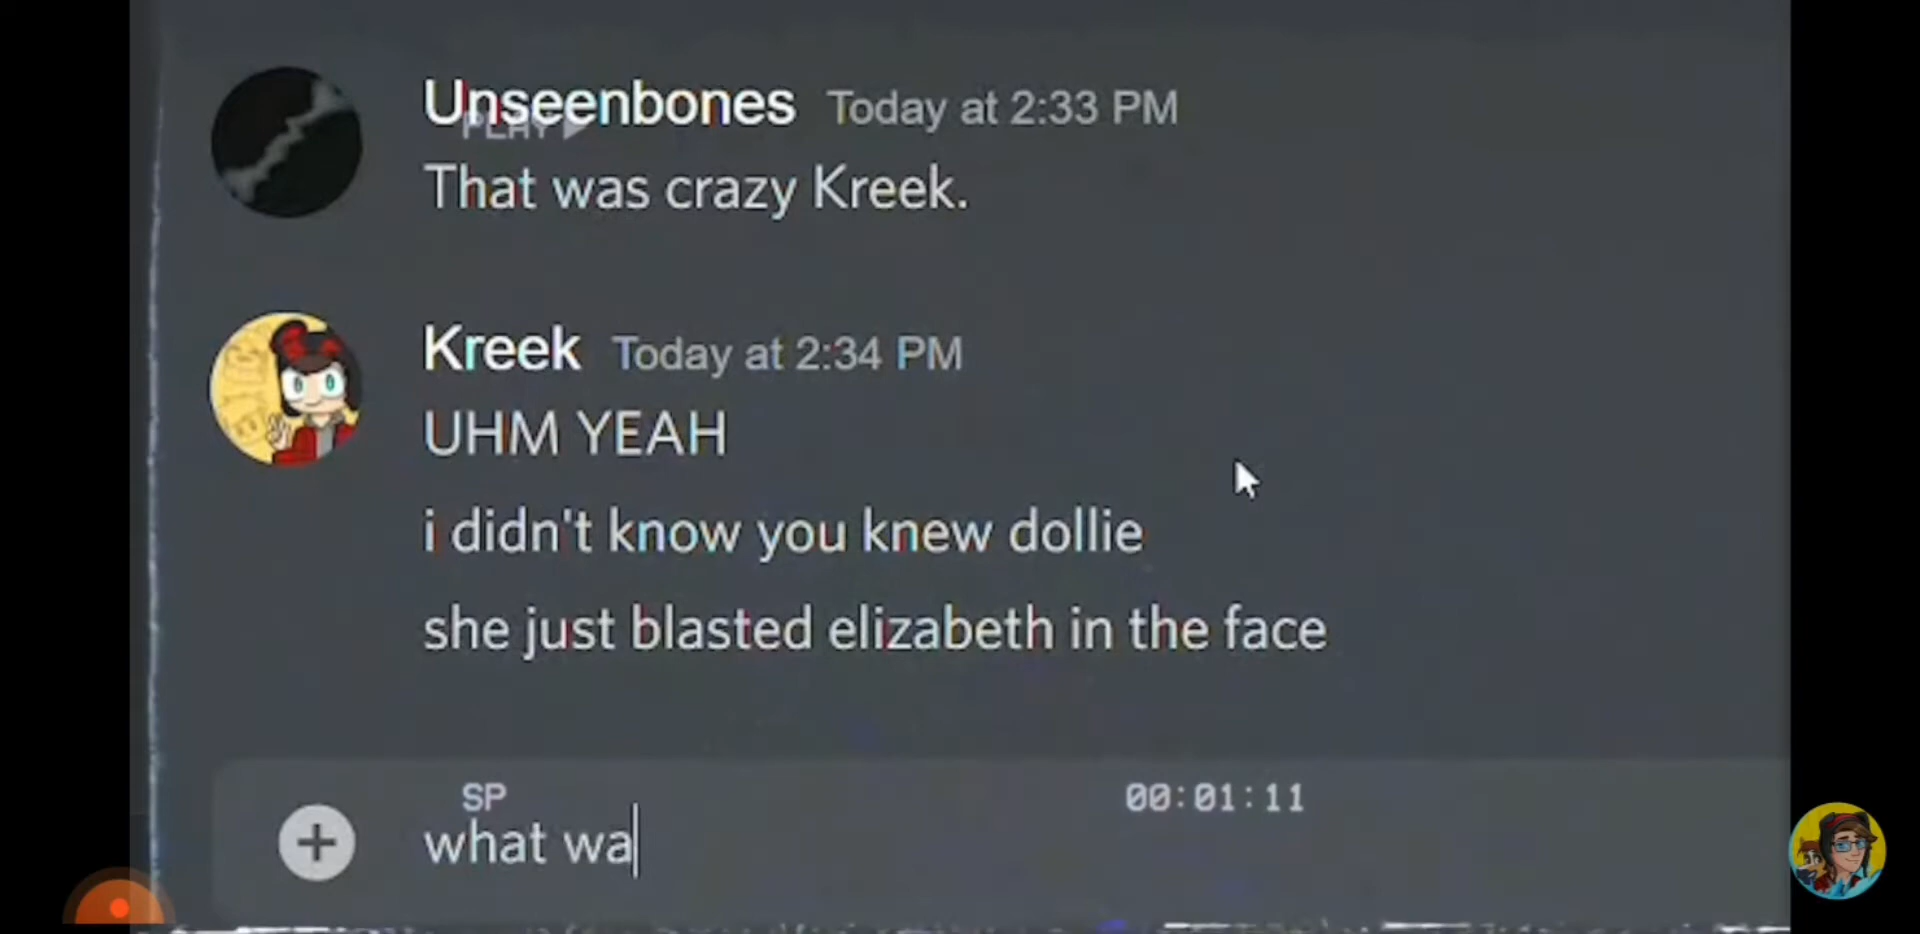 Unseenbones Today at 2:33 PM
PLAY
That was crazy Kreek.
Kreek Today at 2:34 PM
UHM YEAH
i didn't know you knew dollie
she just blasted elizabeth in the face
SP 00:01:11
what wa